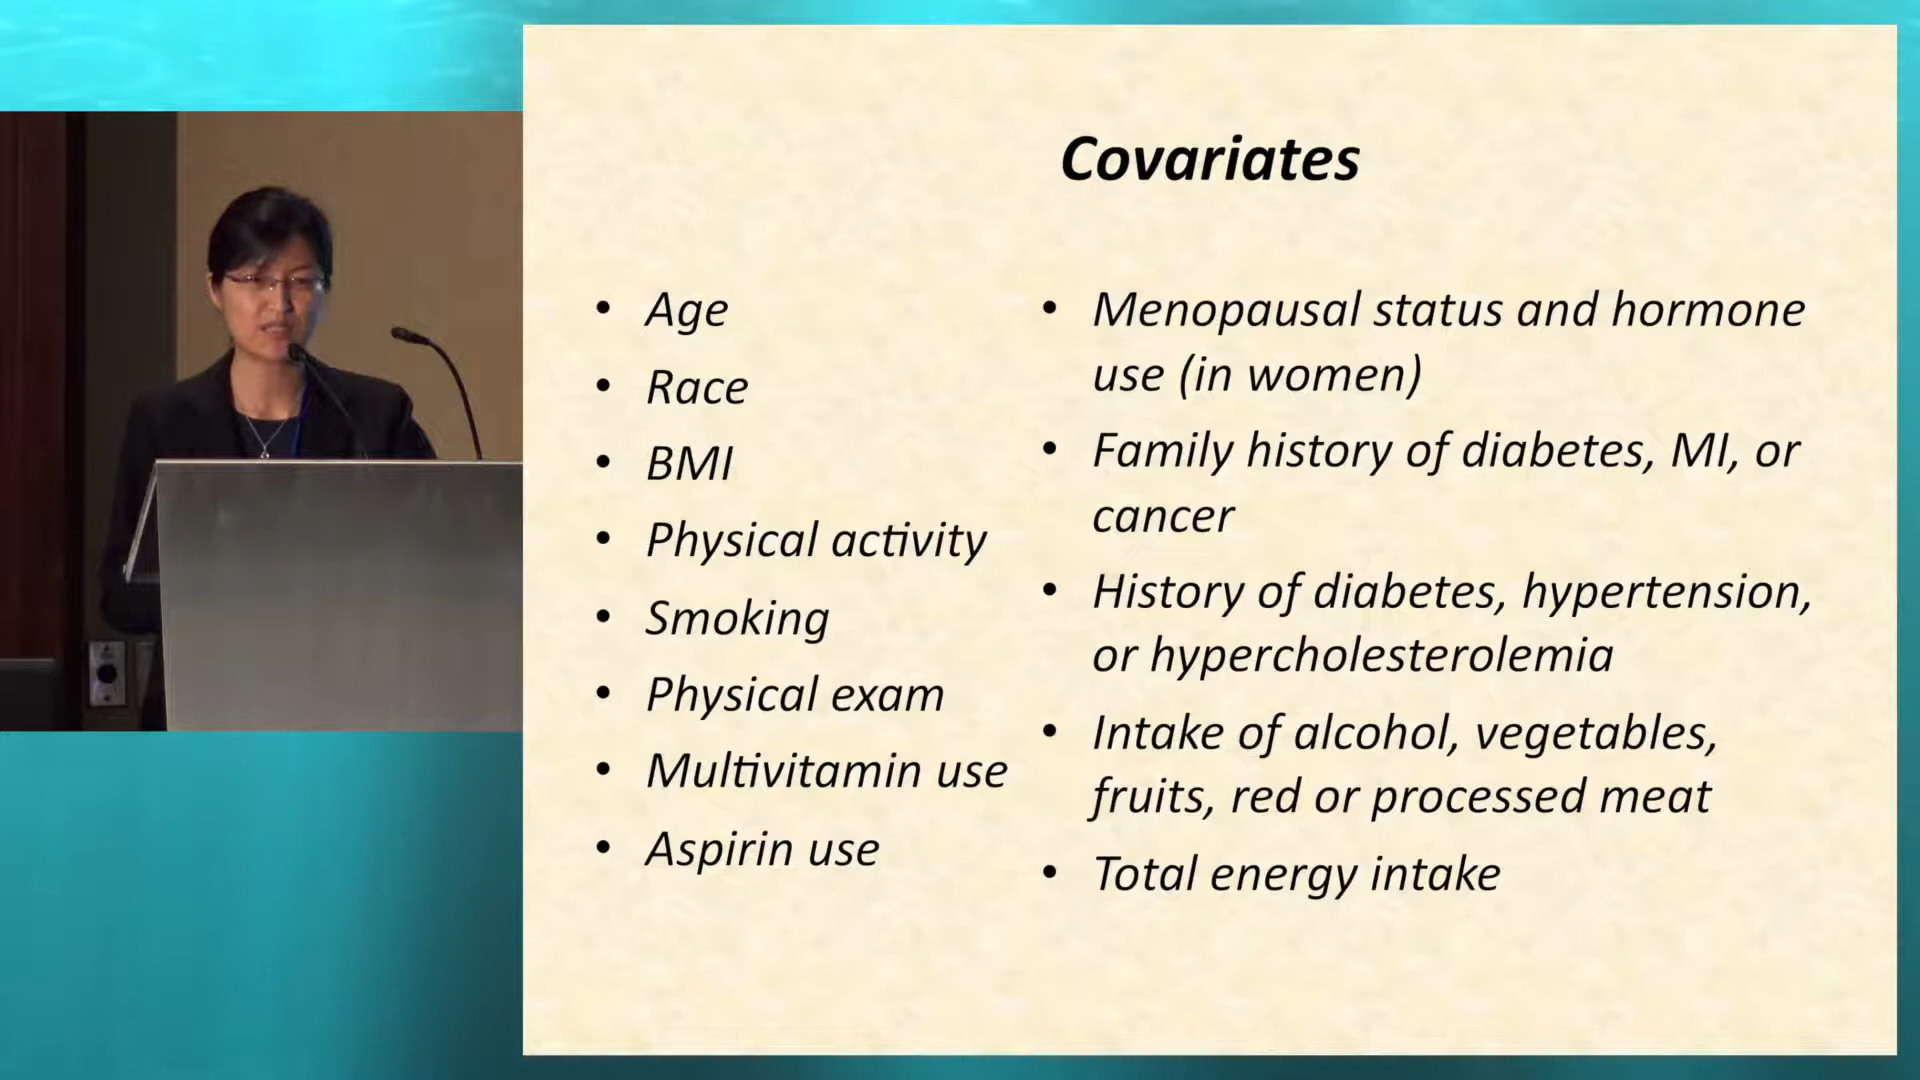 Covariates
• Age
• Race
• BMI
• Physical activity
• Smoking
• Physical exam
• Multivitamin use
• Aspirin use
• Menopausal status and hormone
use (in women)
• Family history of diabetes, MI, or
cancer
• History of diabetes, hypertension,
or hypercholesterolemia
• Intake of alcohol, vegetables,
fruits, red or processed meat
• Total energy intake